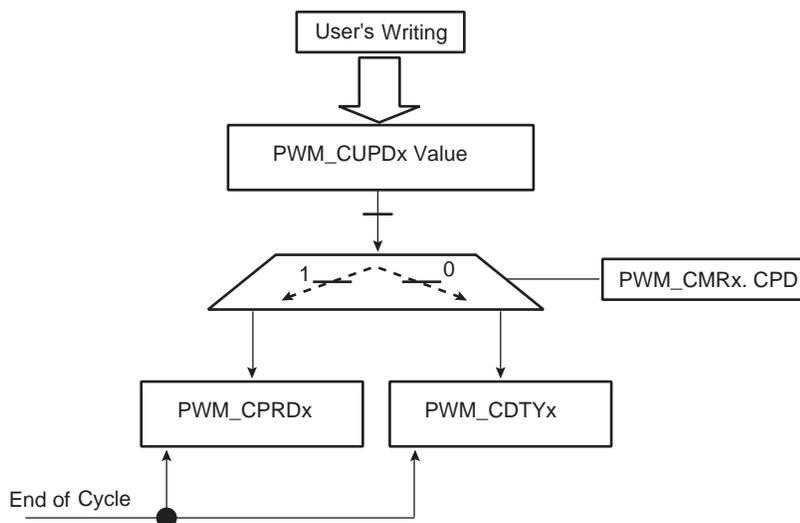 User's Writing
PWM_CUPDx Value
1
0
PWM_CMRx. CPD
PWM_CPRDx
PWM_CDTYx
End of Cycle